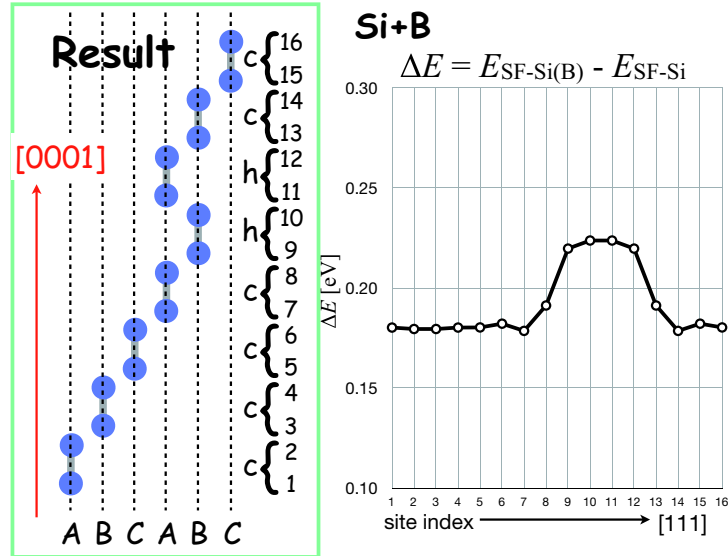 Result
[0001]
c { 16
15
c { 14
13
h { 12
11
h { 10
9
c { 8
7
c { 6
5
c { 4
3
c { 2
1
A B C A B C
Si+B
ΔE = E_SF-Si(B) - E_SF-Si
ΔE [eV]
0.30
0.25
0.20
0.15
0.10
1 2 3 4 5 6 7 8 9 10 11 12 13 14 15 16
site index [111]